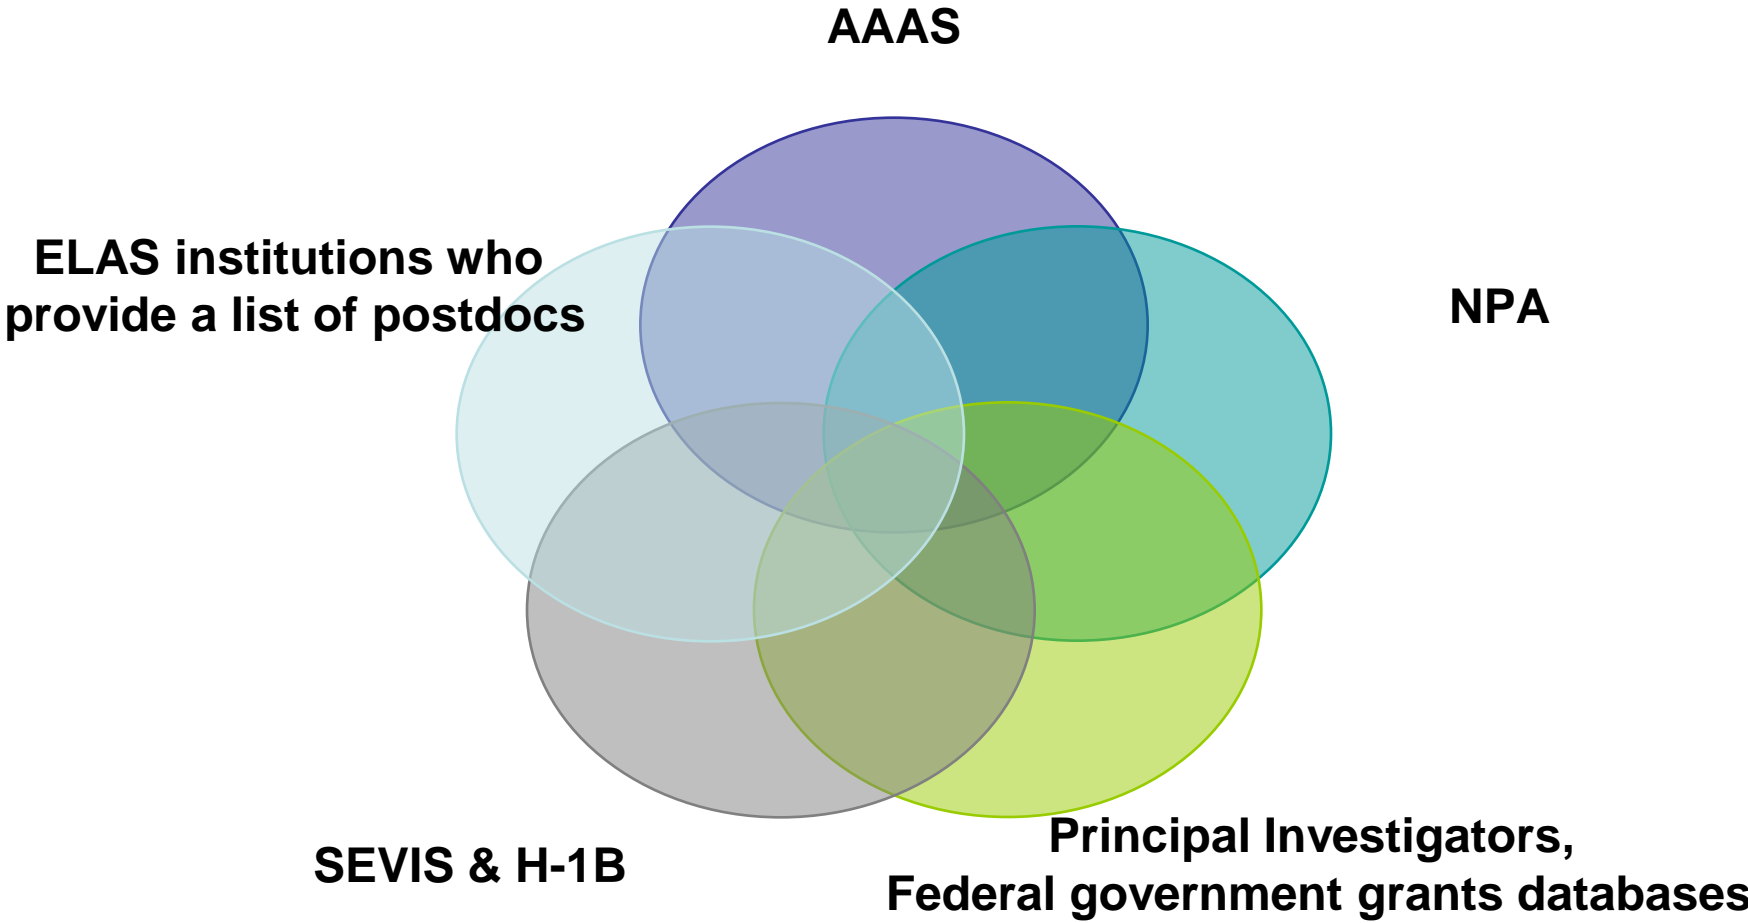 AAAS
ELAS institutions who
provide a list of postdocs
NPA
SEVIS & H-1B
Principal Investigators,
Federal government grants databases